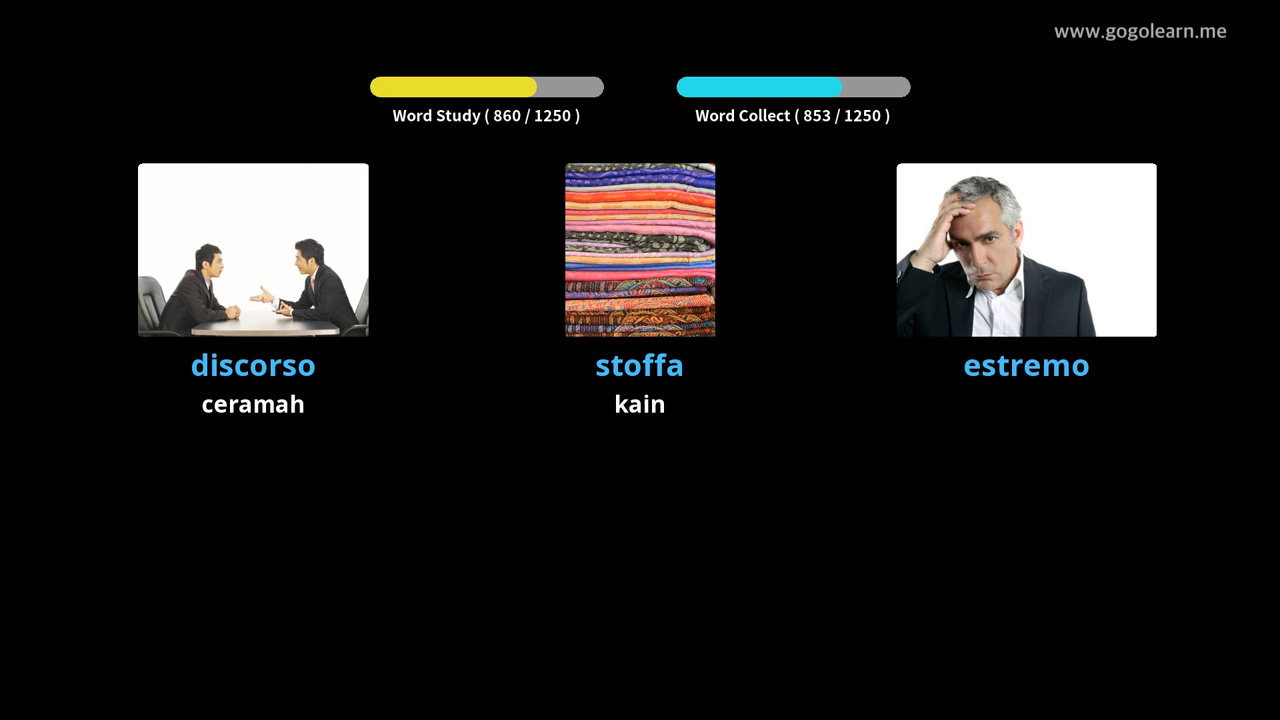 www.gogolearn.me
Word Study ( 860 / 1250 )
Word Collect ( 853 / 1250 )
discorso
stoffa
estremo
ceramah
kain